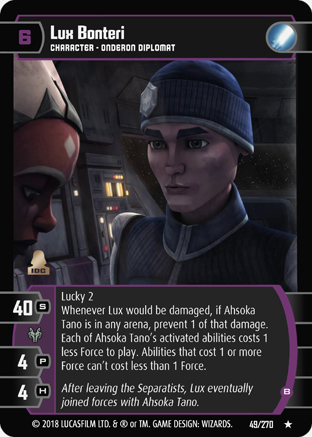 6
Lux Bonteri
CHARACTER - ONDERON DIPLOMAT
IDC
40 S
4 P
4 H
Lucky 2
Whenever Lux would be damaged, if Ahsoka
Tano is in any arena, prevent 1 of that damage.
Each of Ahsoka Tano's activated abilities costs 1
less Force to play. Abilities that cost 1 or more
Force can't cost less than 1 Force.
After leaving the Separatists, Lux eventually
joined forces with Ahsoka Tano.
B
© 2018 LUCASFILM LTD. & ® OR TM. GAME DESIGN: WIZARDS. 49/270 ★